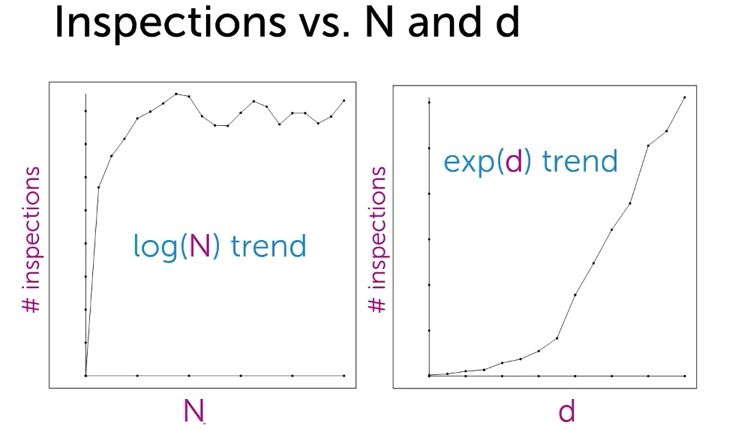 Inspections vs. N and d
# inspections
log(N) trend
N
# inspections
exp(d) trend
d